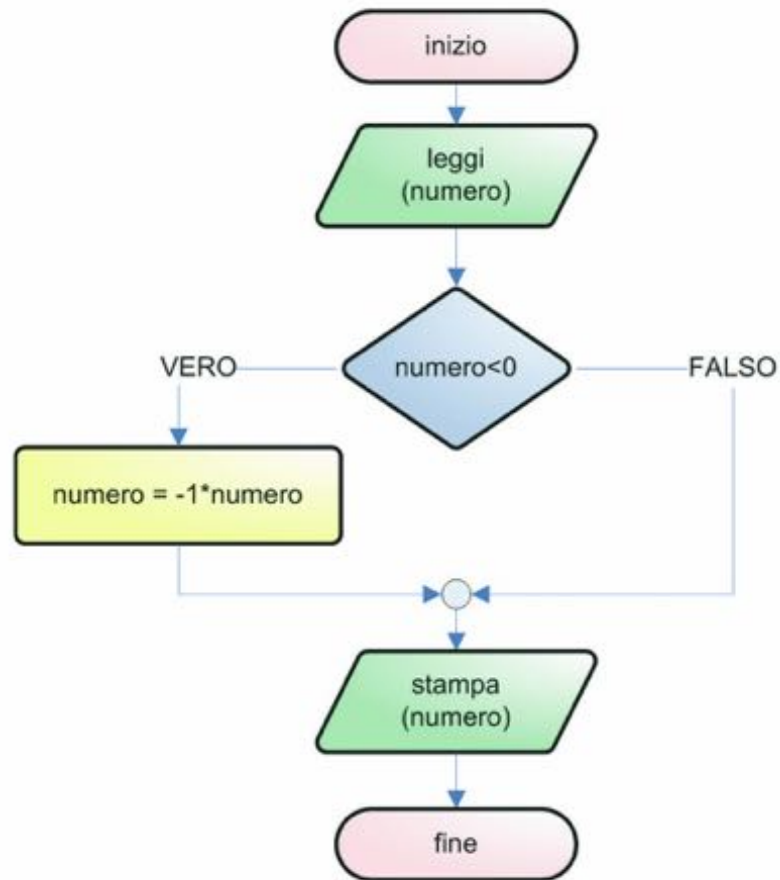 inizio
leggi
(numero)
numero<0
VERO
FALSO
numero = -1*numero
stampa
(numero)
fine